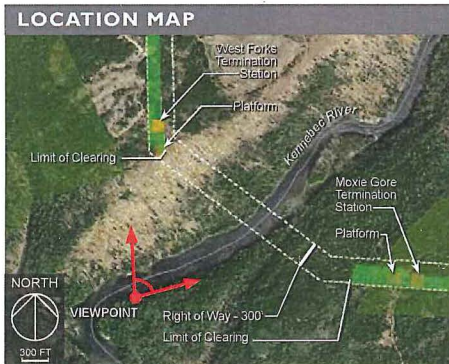 LOCATION MAP
West Forks
Termination
Station
Platform
Limit of Clearing
Kennebec River
Moxie Gore
Termination
Station
Platform
NORTH
VIEWPOINT
Right of Way - 300'
Limit of Clearing
300 FT